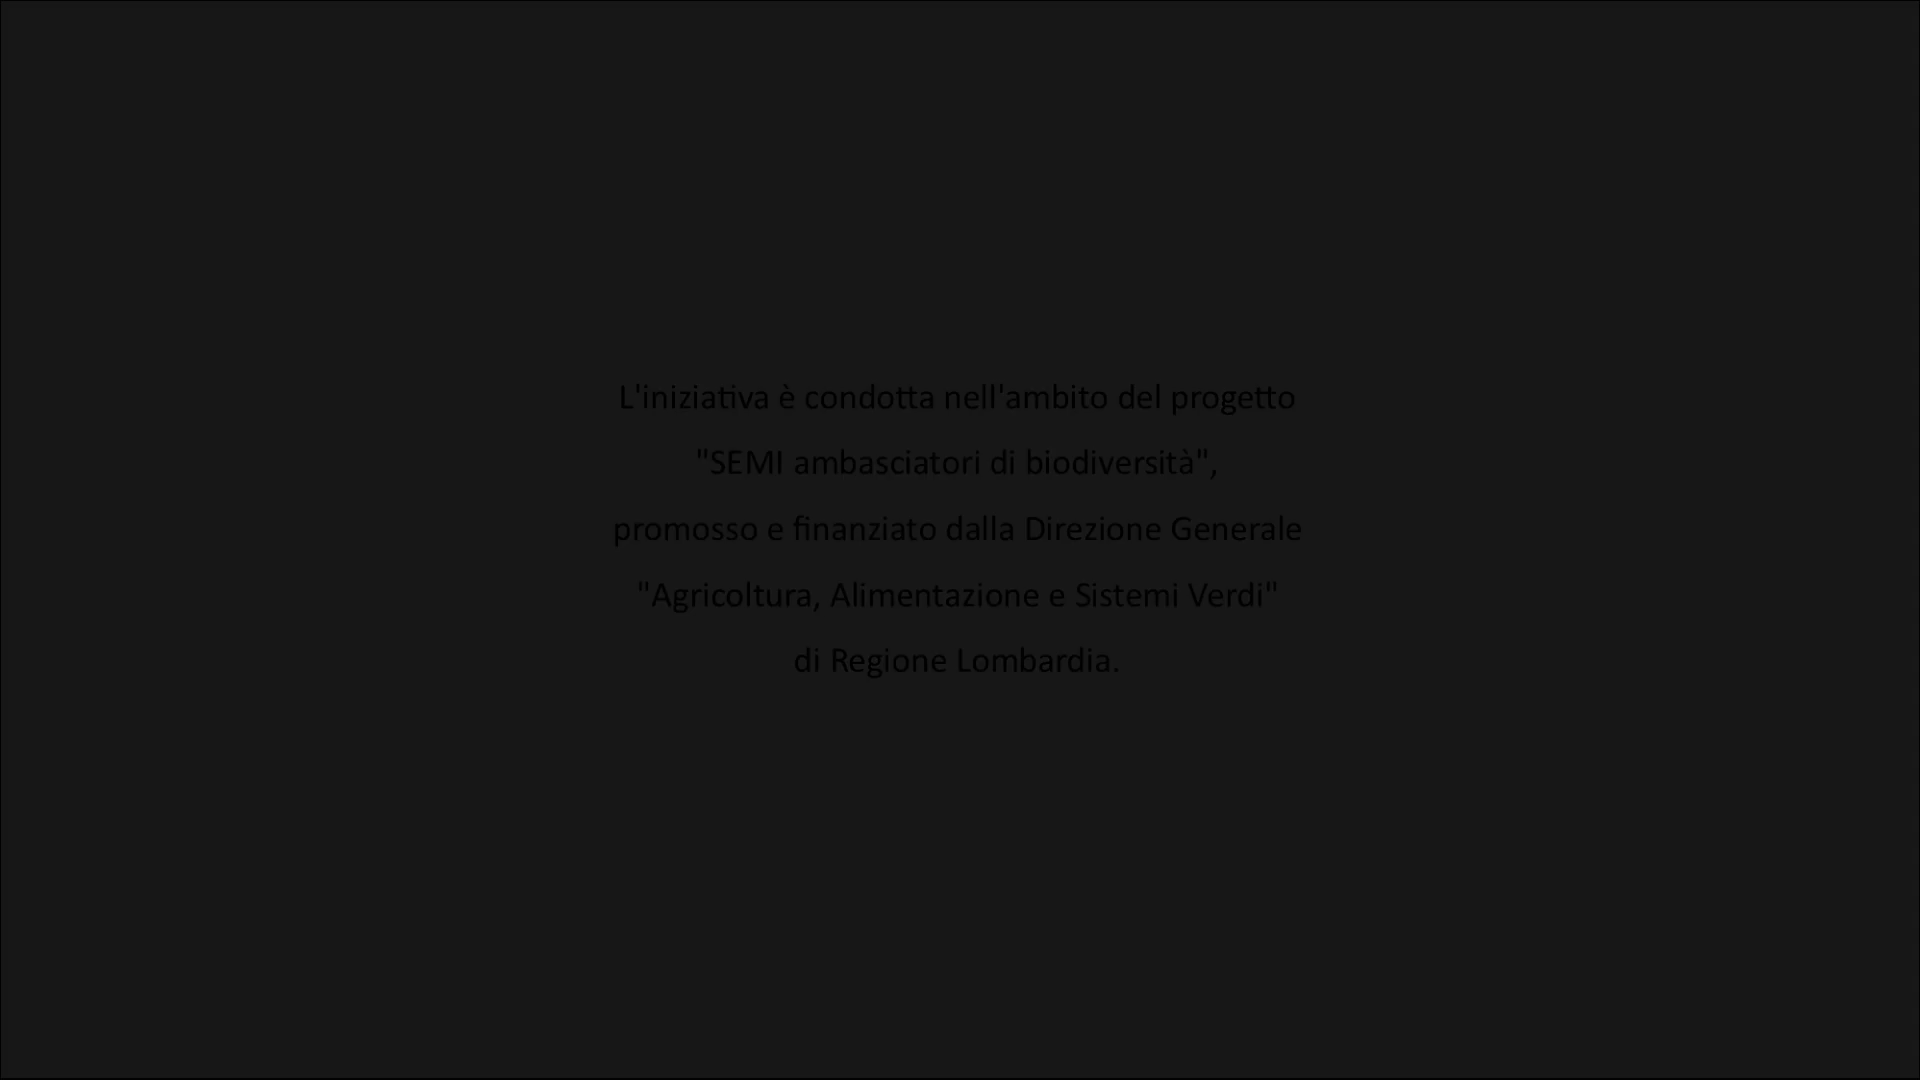 L'iniziativa è condotta nell'ambito del progetto
"SEMI ambasciatori di biodiversità",
promosso e finanziato dalla Direzione Generale
"Agricoltura, Alimentazione e Sistemi Verdi"
di Regione Lombardia.